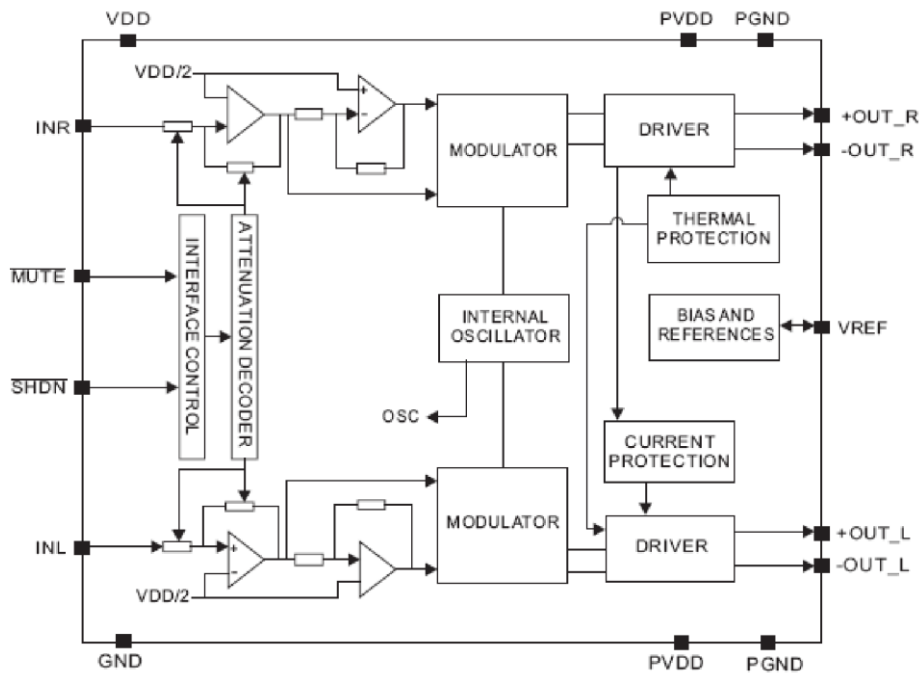 VDD
PVDD
PGND
VDD/2
+
−
INR
MODULATOR
DRIVER
+OUT_R
-OUT_R
THERMAL
PROTECTION
INTERFACE CONTROL
ATTENUATION DECODER
MUTE
SHDN
INTERNAL
OSCILLATOR
OSC
BIAS AND
REFERENCES
VREF
CURRENT
PROTECTION
INL
+
−
VDD/2
MODULATOR
DRIVER
+OUT_L
-OUT_L
GND
PVDD
PGND